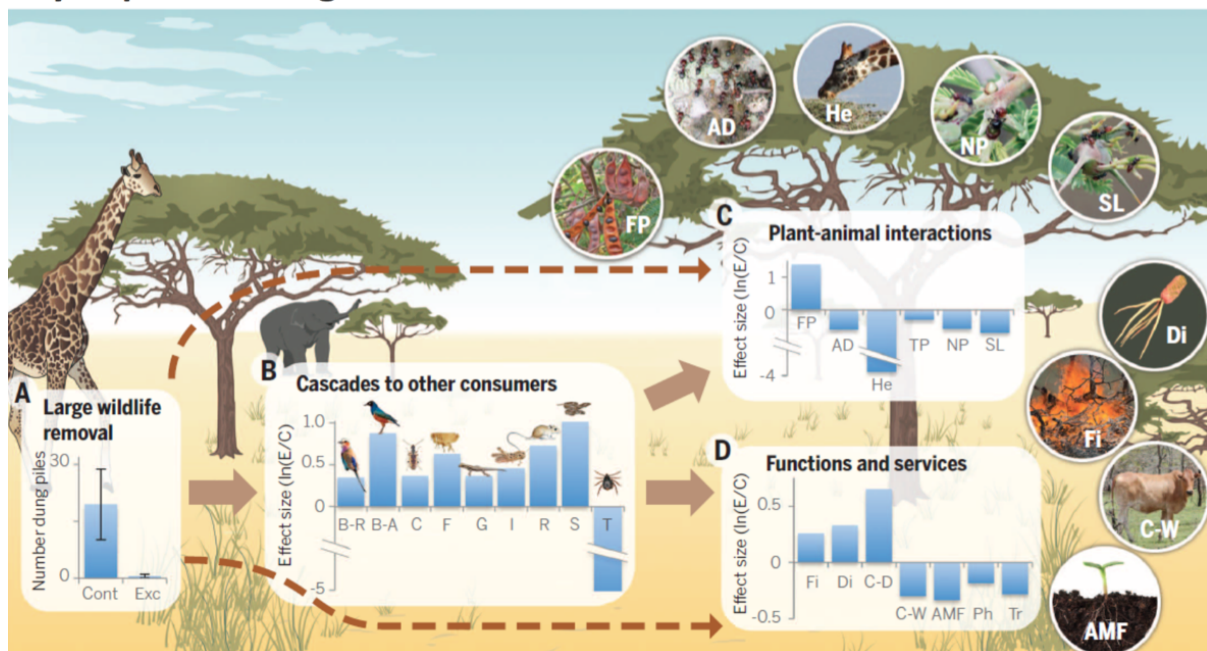 AD
He
NP
SL
FP
Di
Fi
C-W
AMF
A
Large wildlife
removal
Number dung piles
30
0
Cont Exc
B
Cascades to other consumers
Effect size (ln(E/C)
1.0
0.5
0
-5
B-R B-A C F G I R S T
C
Plant-animal interactions
Effect size (ln(E/C)
1
0
-4
FP AD He TP NP SL
D
Functions and services
Effect size (ln(E/C)
0.5
0
-0.5
Fi Di C-D C-W AMF Ph Tr